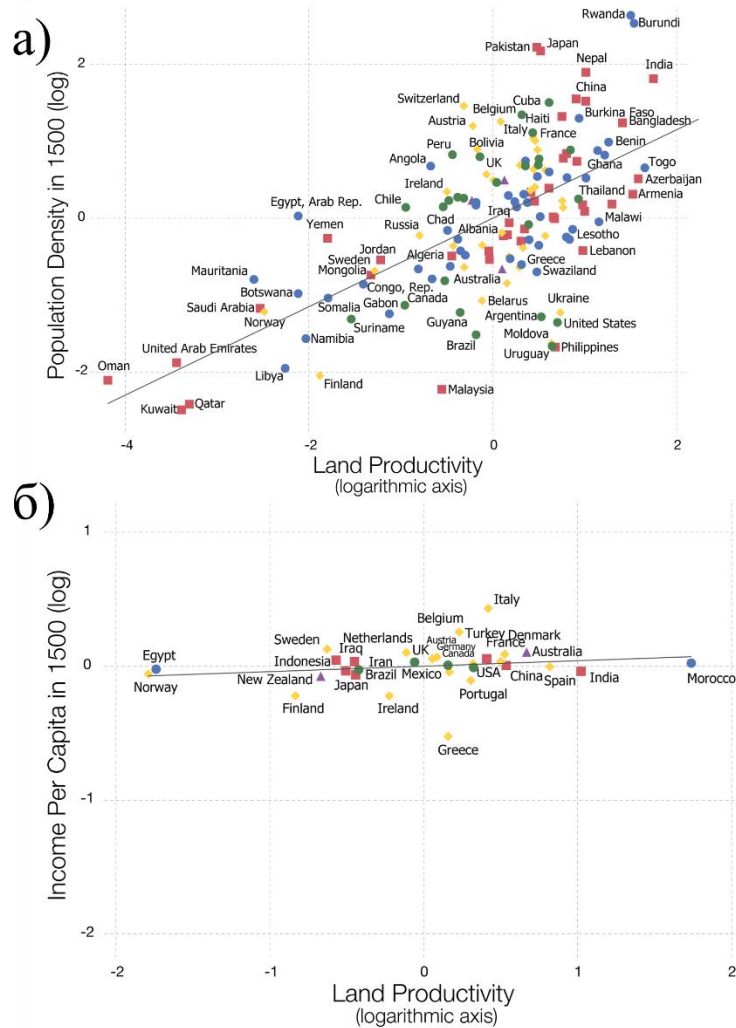 а)
Population Density in 1500 (log)
2
0
-2
Rwanda
Burundi
Pakistan
Japan
Nepal
India
China
Switzerland
Cuba
Belgium
Burkina Faso
Austria
Haiti
Bangladesh
Italy
France
Peru
Bolivia
Benin
Angola
UK
Ghana
Togo
Azerbaijan
Ireland
Thailand
Armenia
Chile
Egypt, Arab Rep.
Iraq
Malawi
Chad
Yemen
Russia
Albania
Lesotho
Jordan
Algeria
Lebanon
Sweden
Greece
Mongolia
Mauritania
Swaziland
Australia
Congo, Rep.
Botswana
Gabon
Canada
Saudi Arabia
Somalia
Belarus
Ukraine
Norway
Suriname
Guyana
Argentina
United States
Namibia
Brazil
Moldova
United Arab Emirates
Uruguay
Philippines
Oman
Libya
Finland
Malaysia
Kuwait
Qatar
-4
-2
0
2
Land Productivity
(logarithmic axis)
б)
Income Per Capita in 1500 (log)
1
0
-1
-2
Italy
Belgium
Sweden
Netherlands
Austria
Turkey
Denmark
Egypt
Iraq
UK
Germany
France
Australia
Indonesia
Iran
Canada
Norway
New Zealand
Japan
Brazil
Mexico
USA
China
Spain
India
Morocco
Finland
Ireland
Portugal
Greece
-2
-1
0
1
2
Land Productivity
(logarithmic axis)